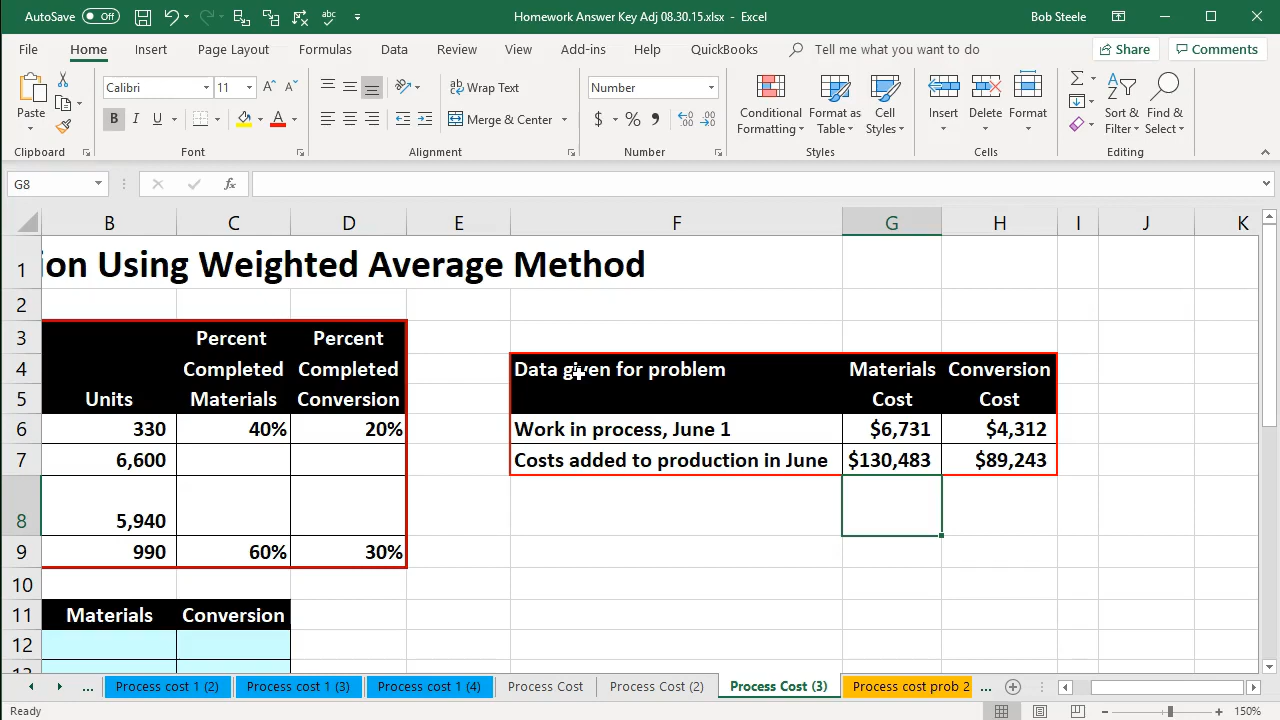 AutoSave Off
Homework Answer Key Adj 08.30.15.xlsx - Excel
Bob Steele
File Home Insert Page Layout Formulas Data Review View Add-ins Help QuickBooks Tell me what you want to do Share Comments
Paste
Calibri 11
B I U A
Wrap Text
Merge & Center
Number
$ % ,
Conditional Formatting
Format as Table
Cell Styles
Insert
Delete
Format
Sort & Filter
Find & Select
Clipboard Font Alignment Number Styles Cells Editing
G8 fx
B C D E F G H I J K
1 ion Using Weighted Average Method
2
3 Percent Percent
4 Completed Completed Data given for problem Materials Conversion
5 Units Materials Conversion Cost Cost
6 330 40% 20% Work in process, June 1 $6,731 $4,312
7 6,600 Costs added to production in June $130,483 $89,243
8 5,940
9 990 60% 30%
10
11 Materials Conversion
12
... Process cost 1 (2) Process cost 1 (3) Process cost 1 (4) Process Cost Process Cost (2) Process Cost (3) Process cost prob 2 ...
Ready 150%